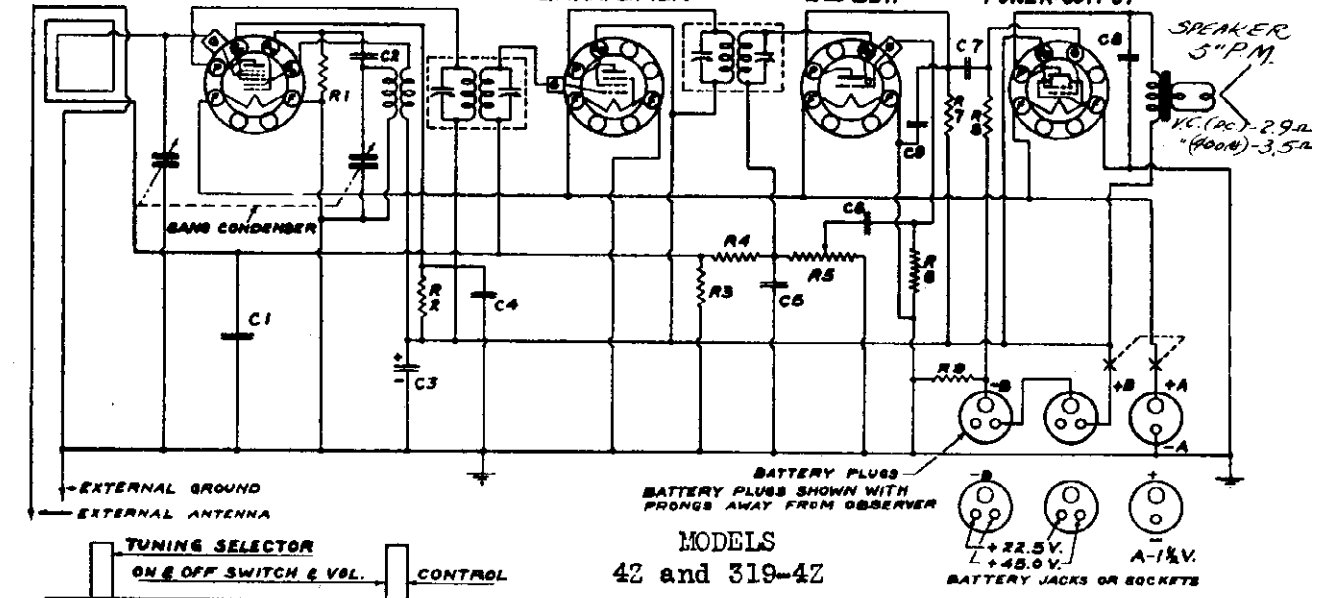 SPEAKER
5" P.M.
V.C. (DC) - 2.9 Ω
" (400~) - 3.5 Ω
C2
R1
C7
C8
R7
R8
C9
GANG CONDENSER
C6
R4
R5
R6
R3
C5
R2
C4
C1
C3
R9
-B
+B
+A
-A
BATTERY PLUGS
BATTERY PLUGS SHOWN WITH
PRONGS AWAY FROM OBSERVER
EXTERNAL GROUND
EXTERNAL ANTENNA
-B
+
+22.5 V.
+45.0 V.
-
A-1½ V.
BATTERY JACKS OR SOCKETS
MODELS
4Z and 319-4Z
TUNING SELECTOR
ON & OFF SWITCH & VOL. CONTROL